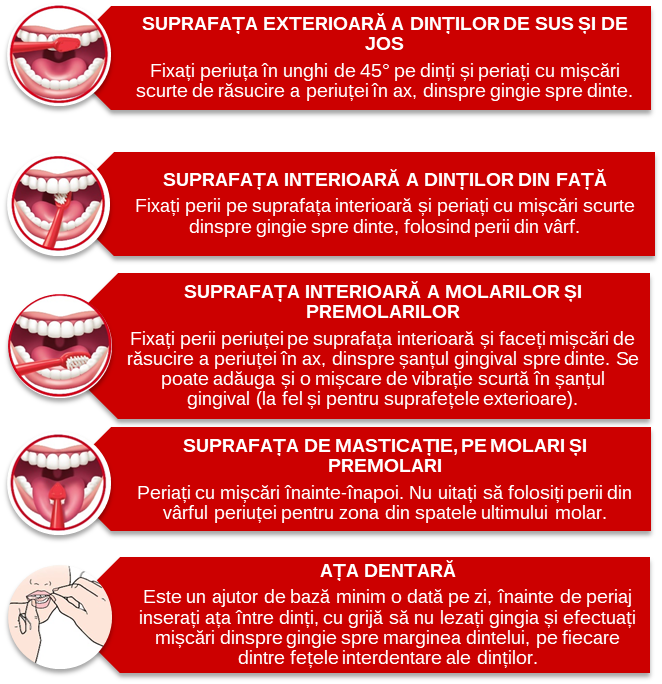 SUPRAFAȚA EXTERIOARĂ A DINȚILOR DE SUS ȘI DE
JOS
Fixați periuța în unghi de 45° pe dinți și periați cu mișcări
scurte de răsucire a periuței în ax, dinspre gingie spre dinte.
SUPRAFAȚA INTERIOARĂ A DINȚILOR DIN FAȚĂ
Fixați perii pe suprafața interioară și periați cu mișcări scurte
dinspre gingie spre dinte, folosind perii din vârf.
SUPRAFAȚA INTERIOARĂ A MOLARILOR ȘI
PREMOLARILOR
Fixați perii periuței pe suprafața interioară și faceți mișcări de
răsucire a periuței în ax, dinspre șanțul gingival spre dinte. Se
poate adăuga și o mișcare de vibrație scurtă în șanțul
gingival (la fel și pentru suprafețele exterioare).
SUPRAFAȚA DE MASTICAȚIE, PE MOLARI ȘI
PREMOLARI
Periați cu mișcări înainte-înapoi. Nu uitați să folosiți perii din
vârful periuței pentru zona din spatele ultimului molar.
AȚA DENTARĂ
Este un ajutor de bază minim o dată pe zi, înainte de periaj
inserați ața între dinți, cu grijă să nu lezați gingia și efectuați
mișcări dinspre gingie spre marginea dintelui, pe fiecare
dintre fețele interdentare ale dinților.